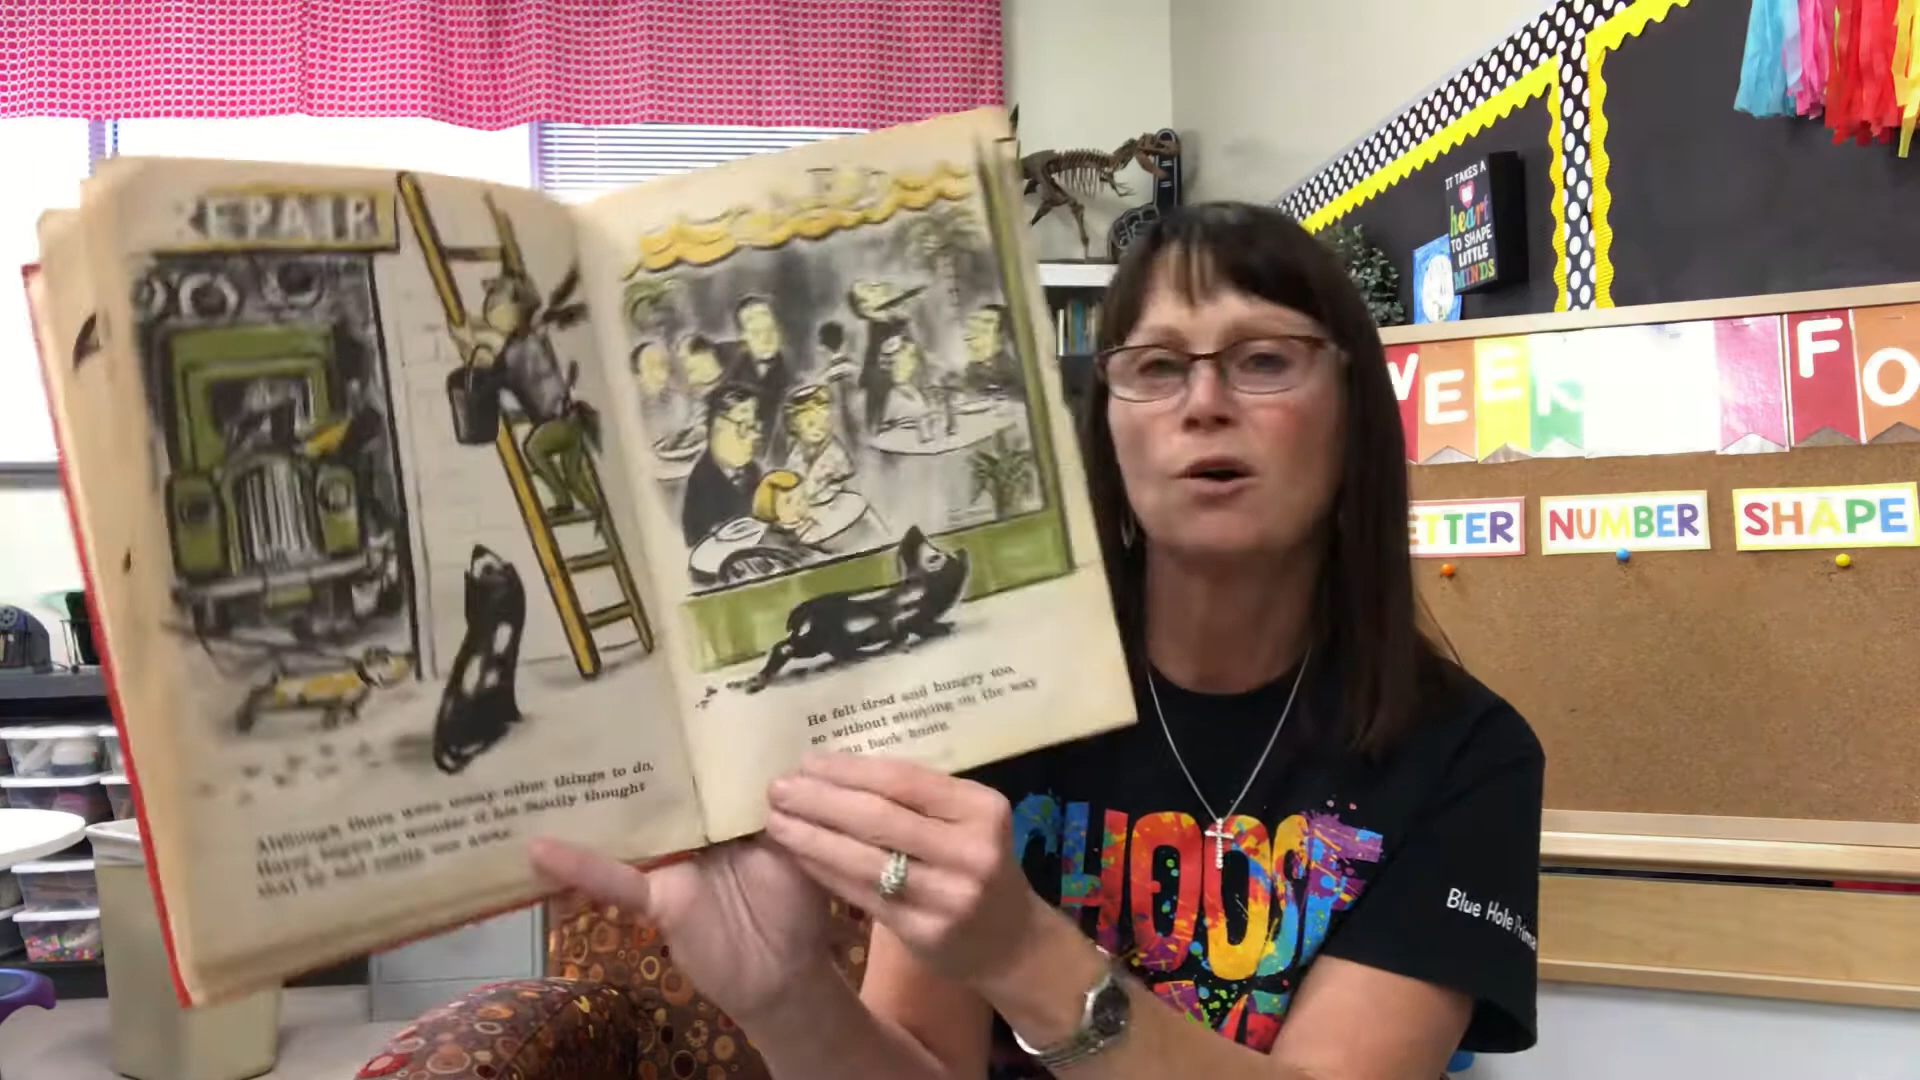 REPAIR
Although there were many other things to do,
Harry began to wonder if his family thought
that he had really run away.
He felt tired and hungry too,
so without stopping on the way
ran back home.
IT TAKES A
BIG
heart
TO SHAPE
LITTLE
MINDS
WEEK FO
ETTER
NUMBER
SHAPE
CHOOSE
Blue Hole Prima